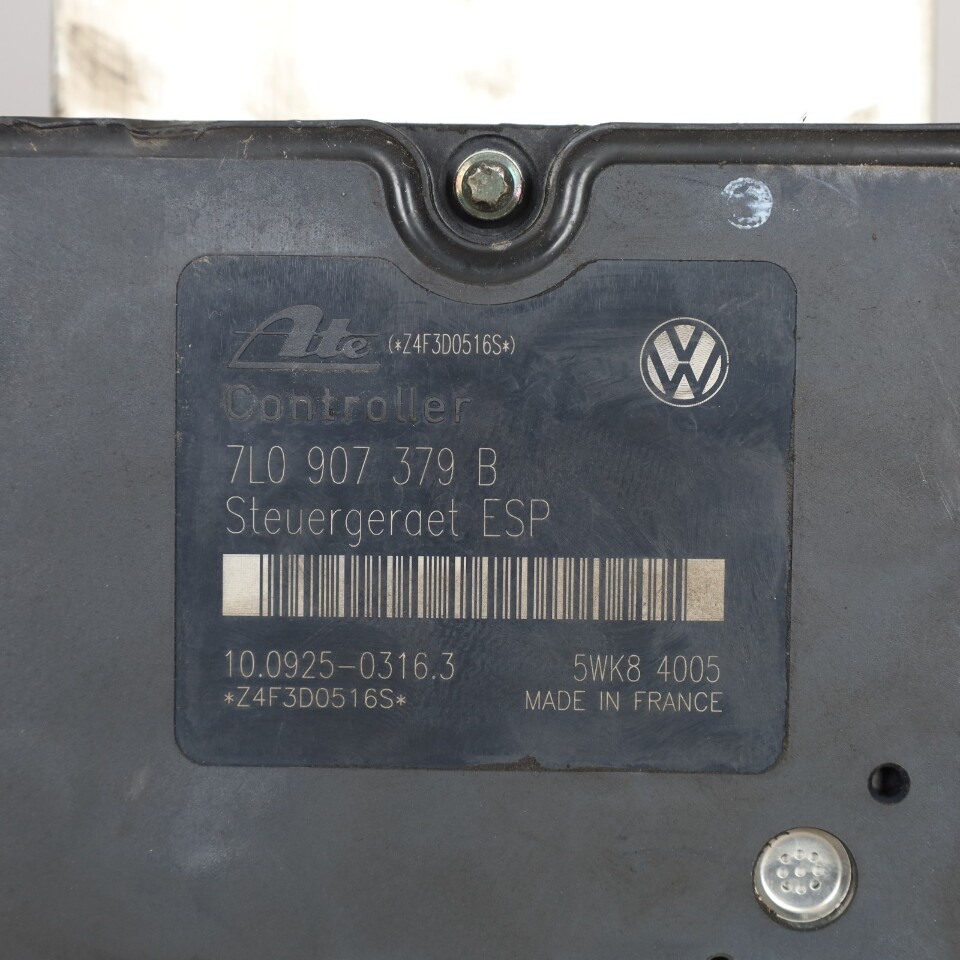 Ate (*Z4F3D0516S*)
Controller
7L0 907 379 B
Steuergeraet ESP
10.0925-0316.3 5WK8 4005
*Z4F3D0516S* MADE IN FRANCE